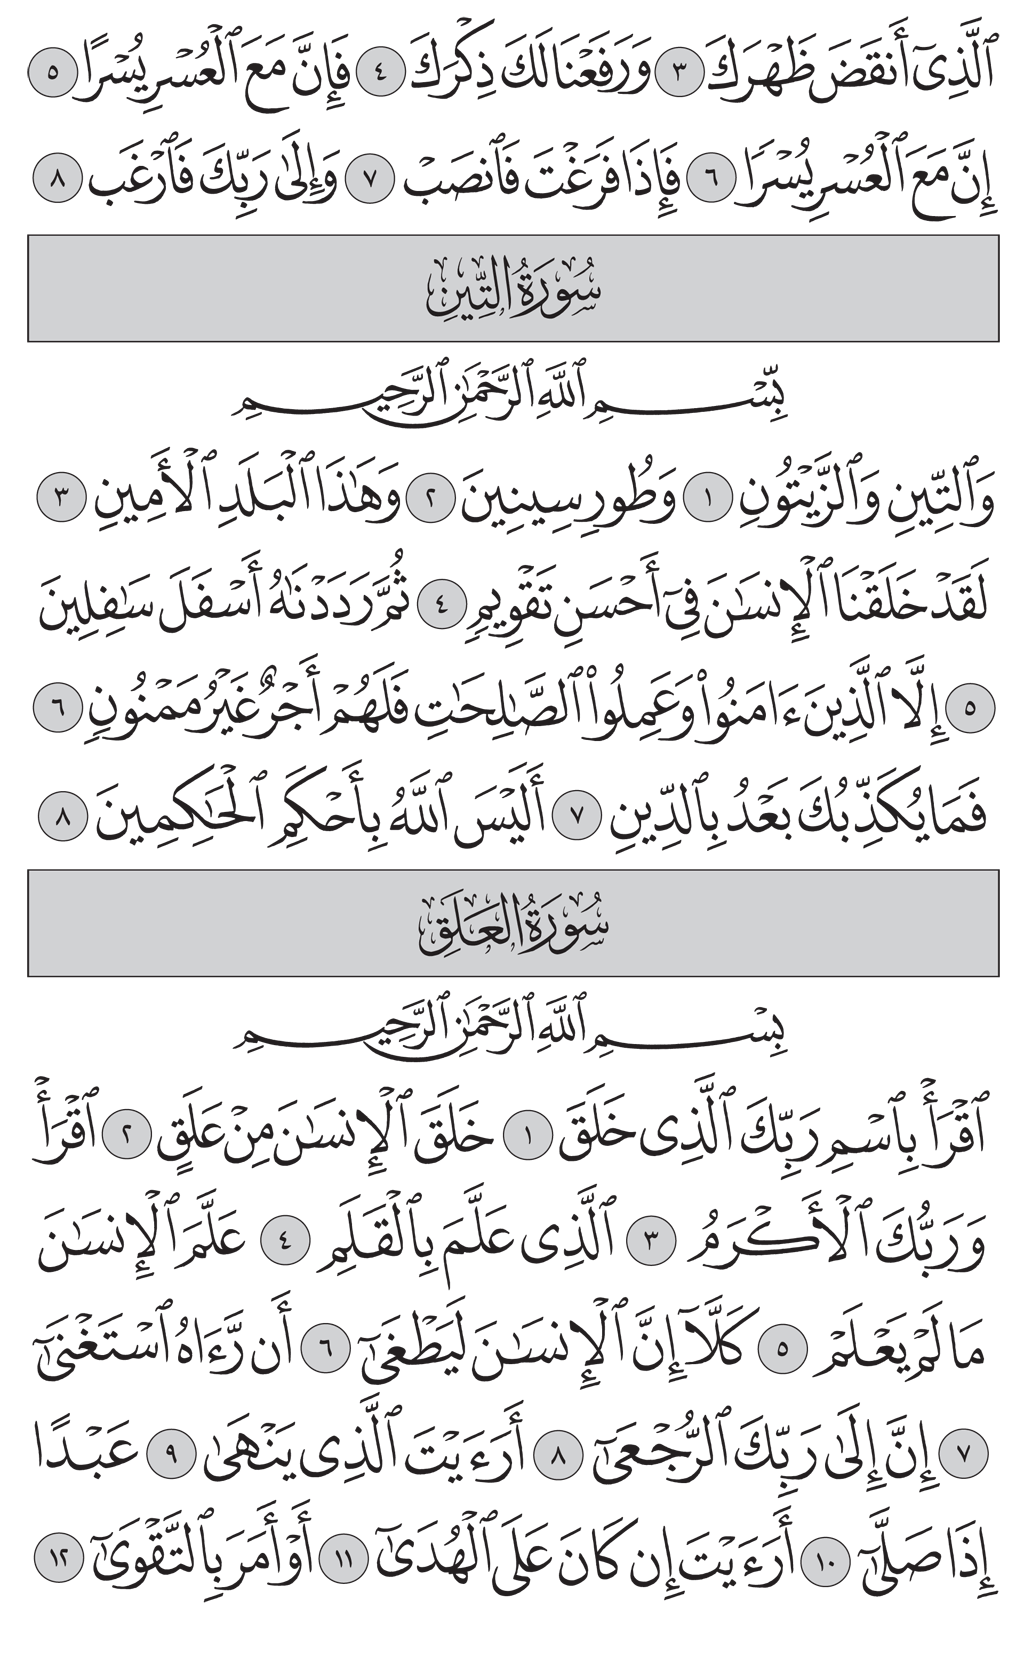 ٱلَّذِىٓ أَنقَضَ ظَهْرَكَ ٣ وَرَفَعْنَا لَكَ ذِكْرَكَ ٤ فَإِنَّ مَعَ ٱلْعُسْرِ يُسْرًا ٥
إِنَّ مَعَ ٱلْعُسْرِ يُسْرًا ٦ فَإِذَا فَرَغْتَ فَٱنصَبْ ٧ وَإِلَىٰ رَبِّكَ فَٱرْغَب ٨
سُورَةُ التِّينِ
بِّسْمِ ٱللَّهِ ٱلرَّحْمَٰنِ ٱلرَّحِيمِ
وَٱلتِّينِ وَٱلزَّيْتُونِ ١ وَطُورِ سِينِينَ ٢ وَهَٰذَا ٱلْبَلَدِ ٱلْأَمِينِ ٣
لَقَدْ خَلَقْنَا ٱلْإِنسَٰنَ فِىٓ أَحْسَنِ تَقْوِيمٍ ٤ ثُمَّ رَدَدْنَٰهُ أَسْفَلَ سَٰفِلِينَ
٥ إِلَّا ٱلَّذِينَ ءَامَنُوا۟ وَعَمِلُوا۟ ٱلصَّٰلِحَٰتِ فَلَهُمْ أَجْرٌ غَيْرُ مَمْنُونٍ ٦
فَمَا يُكَذِّبُكَ بَعْدُ بِٱلدِّينِ ٧ أَلَيْسَ ٱللَّهُ بِأَحْكَمِ ٱلْحَٰكِمِينَ ٨
سُورَةُ العَلَقِ
بِسْمِ ٱللَّهِ ٱلرَّحْمَٰنِ ٱلرَّحِيمِ
ٱقْرَأْ بِٱسْمِ رَبِّكَ ٱلَّذِى خَلَقَ ١ خَلَقَ ٱلْإِنسَٰنَ مِنْ عَلَقٍ ٢ ٱقْرَأْ
وَرَبُّكَ ٱلْأَكْرَمُ ٣ ٱلَّذِى عَلَّمَ بِٱلْقَلَمِ ٤ عَلَّمَ ٱلْإِنسَٰنَ
مَا لَمْ يَعْلَمْ ٥ كَلَّآ إِنَّ ٱلْإِنسَٰنَ لَيَطْغَىٰٓ ٦ أَن رَّءَاهُ ٱسْتَغْنَىٰٓ
٧ إِنَّ إِلَىٰ رَبِّكَ ٱلرُّجْعَىٰٓ ٨ أَرَءَيْتَ ٱلَّذِى يَنْهَىٰ ٩ عَبْدًا
إِذَا صَلَّىٰٓ ١٠ أَرَءَيْتَ إِن كَانَ عَلَى ٱلْهُدَىٰٓ ١١ أَوْ أَمَرَ بِٱلتَّقْوَىٰٓ ١٢